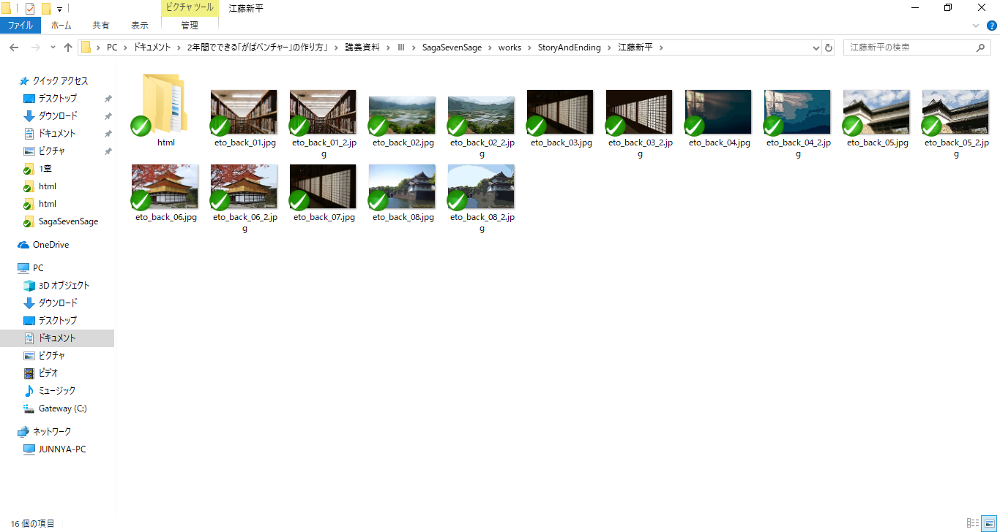 ピクチャ ツール
江藤新平
ファイル
ホーム
共有
表示
管理
PC
ドキュメント
2年間でできる「がばベンチャー」の作り方」
講義資料
III
SagaSevenSage
works
StoryAndEnding
江藤新平
江藤新平の検索
クイック アクセス
デスクトップ
ダウンロード
ドキュメント
ピクチャ
1章
html
html
SagaSevenSage
OneDrive
PC
3D オブジェクト
ダウンロード
デスクトップ
ドキュメント
ピクチャ
ビデオ
ミュージック
Gateway (C:)
ネットワーク
JUNNYA-PC
html
eto_back_01.jpg
eto_back_01_2.jp
g
eto_back_02.jpg
eto_back_02_2.jp
g
eto_back_03.jpg
eto_back_03_2.jp
g
eto_back_04.jpg
eto_back_04_2.jp
g
eto_back_05.jpg
eto_back_05_2.jp
g
eto_back_06.jpg
eto_back_06_2.jp
g
eto_back_07.jpg
eto_back_08.jpg
eto_back_08_2.jp
g
16 個の項目